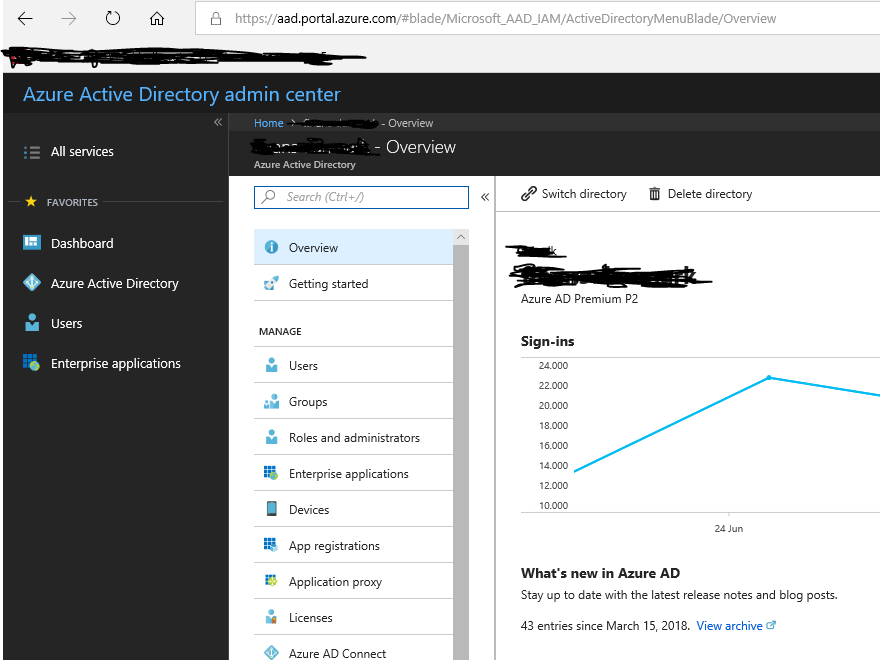 https://aad.portal.azure.com/#blade/Microsoft_AAD_IAM/ActiveDirectoryMenuBlade/Overview
Azure Active Directory admin center
«
Home > - Overview
- Overview
Azure Active Directory
All services
FAVORITES
Dashboard
Azure Active Directory
Users
Enterprise applications
Search (Ctrl+/)
«
Overview
Getting started
MANAGE
Users
Groups
Roles and administrators
Enterprise applications
Devices
App registrations
Application proxy
Licenses
Azure AD Connect
Switch directory
Delete directory
Azure AD Premium P2
Sign-ins
24.000
22.000
20.000
18.000
16.000
14.000
12.000
10.000
24 Jun
What's new in Azure AD
Stay up to date with the latest release notes and blog posts.
43 entries since March 15, 2018. View archive